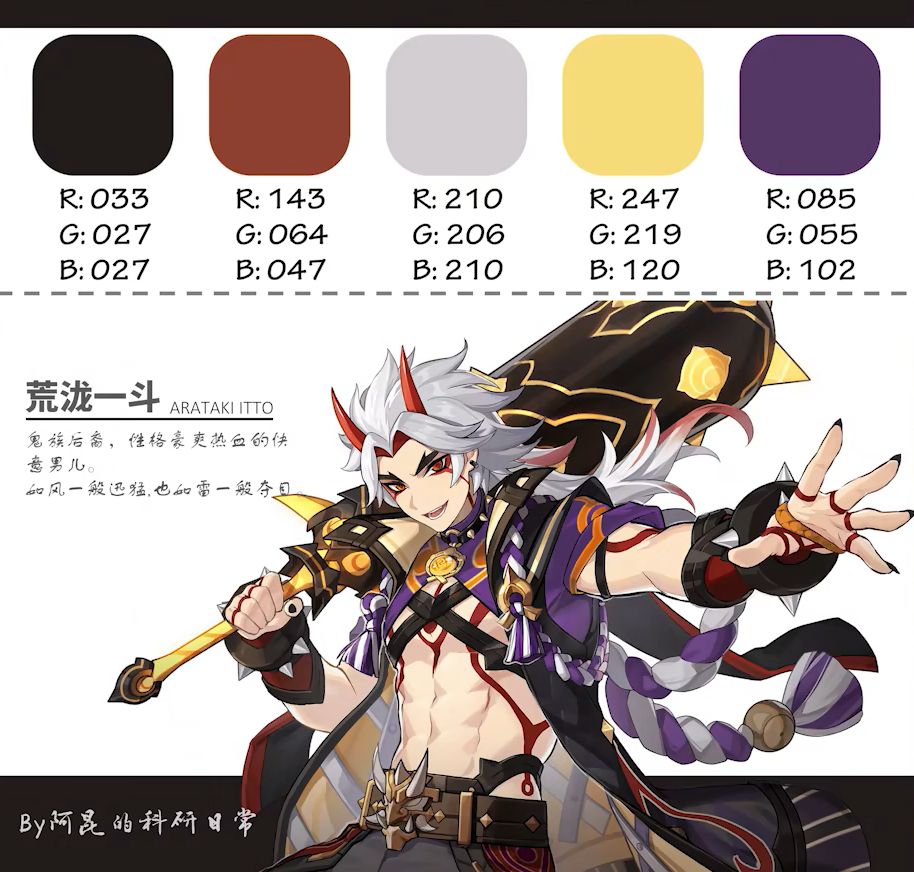 R: 033
G: 027
B: 027
R: 143
G: 064
B: 047
R: 210
G: 206
B: 210
R: 247
G: 219
B: 120
R: 085
G: 055
B: 102
荒泷一斗 ARATAKI ITTO
鬼族后裔，性格豪爽热血的快
意男儿。
如风一般迅猛,也如雷一般夺目
By阿昆的科研日常